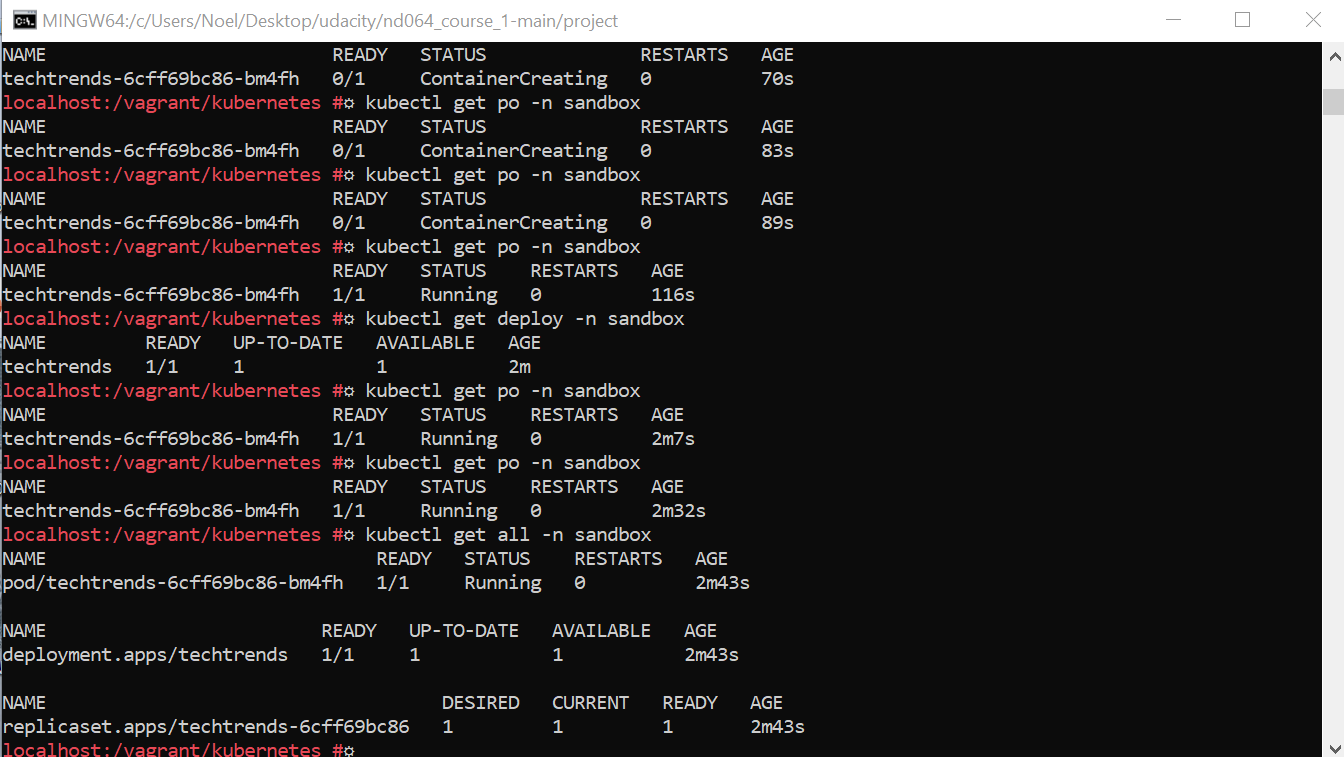 MINGW64:/c/Users/Noel/Desktop/udacity/nd064_course_1-main/project
NAME                          READY   STATUS              RESTARTS   AGE
techtrends-6cff69bc86-bm4fh   0/1     ContainerCreating   0          70s
localhost:/vagrant/kubernetes #☼ kubectl get po -n sandbox
NAME                          READY   STATUS              RESTARTS   AGE
techtrends-6cff69bc86-bm4fh   0/1     ContainerCreating   0          83s
localhost:/vagrant/kubernetes #☼ kubectl get po -n sandbox
NAME                          READY   STATUS              RESTARTS   AGE
techtrends-6cff69bc86-bm4fh   0/1     ContainerCreating   0          89s
localhost:/vagrant/kubernetes #☼ kubectl get po -n sandbox
NAME                          READY   STATUS    RESTARTS   AGE
techtrends-6cff69bc86-bm4fh   1/1     Running   0          116s
localhost:/vagrant/kubernetes #☼ kubectl get deploy -n sandbox
NAME         READY   UP-TO-DATE   AVAILABLE   AGE
techtrends   1/1     1            1           2m
localhost:/vagrant/kubernetes #☼ kubectl get po -n sandbox
NAME                          READY   STATUS    RESTARTS   AGE
techtrends-6cff69bc86-bm4fh   1/1     Running   0          2m7s
localhost:/vagrant/kubernetes #☼ kubectl get po -n sandbox
NAME                          READY   STATUS    RESTARTS   AGE
techtrends-6cff69bc86-bm4fh   1/1     Running   0          2m32s
localhost:/vagrant/kubernetes #☼ kubectl get all -n sandbox
NAME                              READY   STATUS    RESTARTS   AGE
pod/techtrends-6cff69bc86-bm4fh   1/1     Running   0          2m43s

NAME                         READY   UP-TO-DATE   AVAILABLE   AGE
deployment.apps/techtrends   1/1     1            1           2m43s

NAME                                    DESIRED   CURRENT   READY   AGE
replicaset.apps/techtrends-6cff69bc86   1         1         1       2m43s
localhost:/vagrant/kubernetes #☼